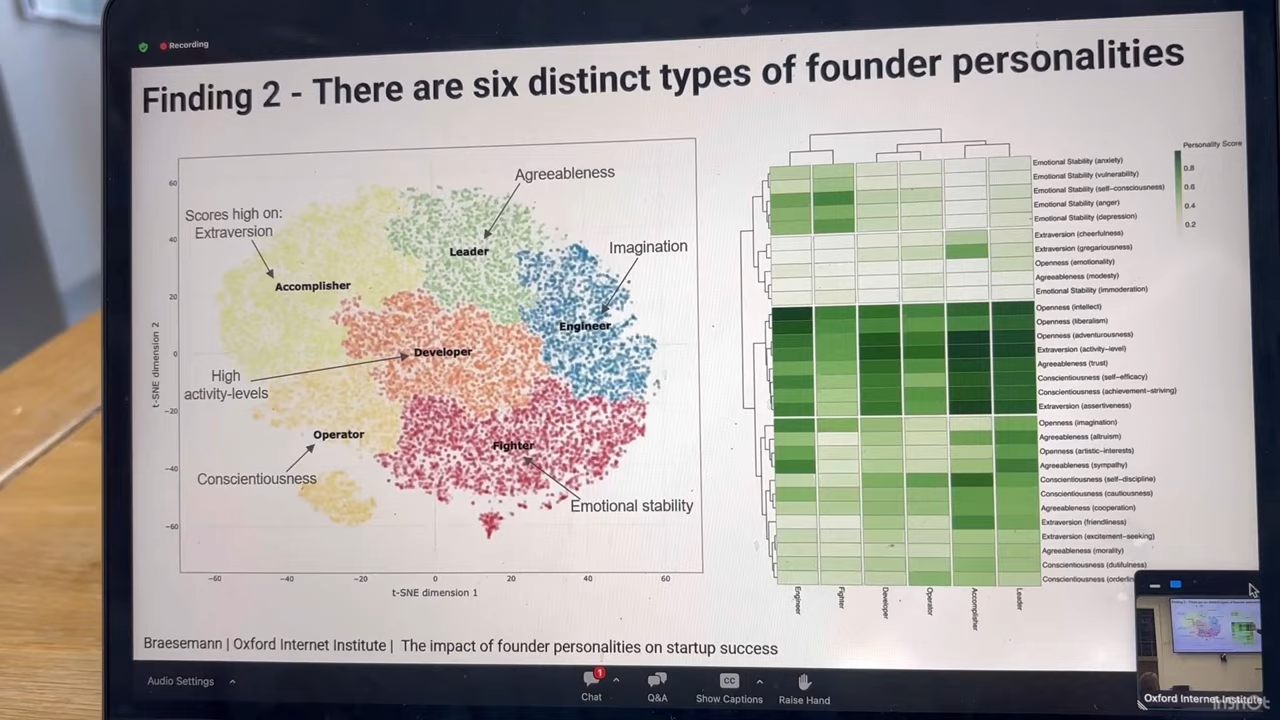 Recording
Finding 2 - There are six distinct types of founder personalities
Agreeableness
Scores high on:
Extraversion
Leader
Imagination
Accomplisher
Engineer
Developer
High
activity-levels
Operator
Fighter
Conscientiousness
Emotional stability
60
40
20
0
−20
−40
−60
t-SNE dimension 2
−60
−40
−20
0
20
40
60
t-SNE dimension 1
Personality Score
0.8
0.6
0.4
0.2
Emotional Stability (anxiety)
Emotional Stability (vulnerability)
Emotional Stability (self−consciousness)
Emotional Stability (anger)
Emotional Stability (depression)
Extraversion (cheerfulness)
Extraversion (gregariousness)
Openness (emotionality)
Agreeableness (modesty)
Emotional Stability (immoderation)
Openness (intellect)
Openness (liberalism)
Openness (adventurousness)
Extraversion (activity−level)
Agreeableness (trust)
Conscientiousness (self−efficacy)
Conscientiousness (achievement−striving)
Extraversion (assertiveness)
Openness (imagination)
Agreeableness (altruism)
Openness (artistic−interests)
Agreeableness (sympathy)
Conscientiousness (self−discipline)
Conscientiousness (cautiousness)
Agreeableness (cooperation)
Extraversion (friendliness)
Extraversion (excitement−seeking)
Agreeableness (morality)
Conscientiousness (dutifulness)
Conscientiousness (orderlin
Engineer
Fighter
Developer
Operator
Accomplisher
Leader
Braesemann | Oxford Internet Institute | The impact of founder personalities on startup success
Audio Settings
1
Chat
Q&A
CC
Show Captions
Raise Hand
Oxford Internet Institute
InShOt